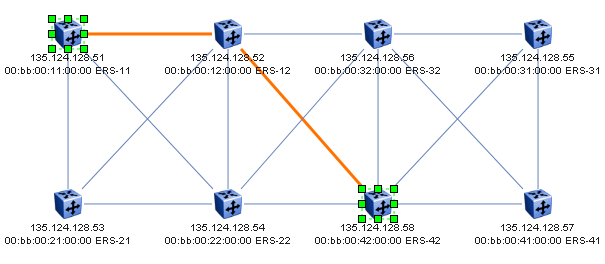 135.124.128.51
00:bb:00:11:00:00 ERS-11
135.124.128.52
00:bb:00:12:00:00 ERS-12
135.124.128.56
00:bb:00:32:00:00 ERS-32
135.124.128.55
00:bb:00:31:00:00 ERS-31
135.124.128.53
00:bb:00:21:00:00 ERS-21
135.124.128.54
00:bb:00:22:00:00 ERS-22
135.124.128.58
00:bb:00:42:00:00 ERS-42
135.124.128.57
00:bb:00:41:00:00 ERS-41